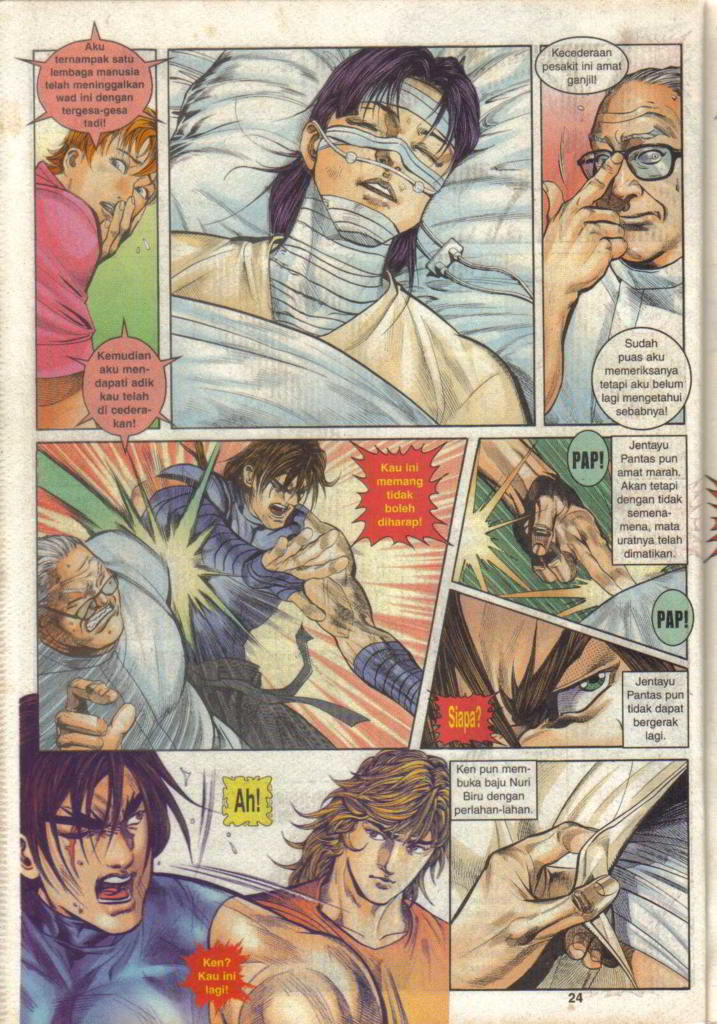 Aku
ternampak satu
lembaga manusia
telah meninggalkan
wad ini dengan
tergesa-gesa
tadi!
Kecederaan
pesakit ini amat
ganjil!
Kemudian
aku men-
dapati adik
kau telah
di cedera-
kan!
Sudah
puas aku
memeriksanya
tetapi aku belum
lagi mengetahui
sebabnya!
Kau ini
memang
tidak
boleh
diharap!
PAP!
Jentayu
Pantas pun
amat marah.
Akan tetapi
dengan tidak
semena-
mena, mata
uratnya telah
dimatikan.
PAP!
Siapa?
Jentayu
Pantas pun
tidak dapat
bergerak
lagi.
Ah!
Ken?
Kau ini
lagi!
Ken pun mem-
buka baju Nuri
Biru dengan
perlahan-lahan.
24